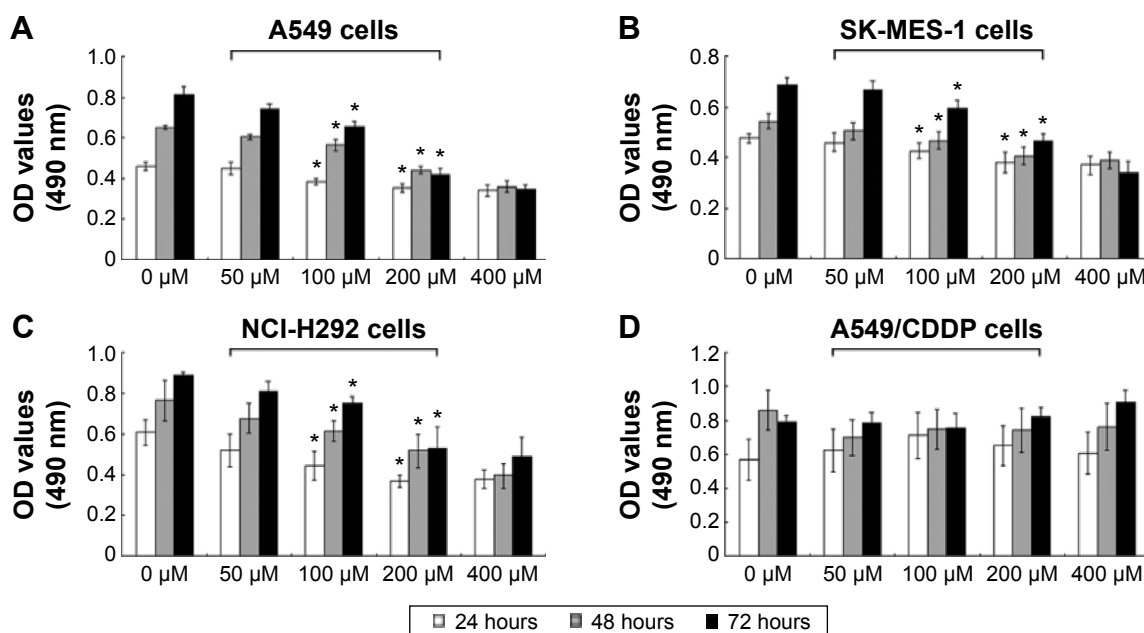 A
A549 cells
OD values
(490 nm)
1.0
0.8
0.6
0.4
0.2
0
* * *
* * *
0 µM 50 µM 100 µM 200 µM 400 µM
B
SK-MES-1 cells
OD values
(490 nm)
0.8
0.6
0.4
0.2
0
* * *
* * *
0 µM 50 µM 100 µM 200 µM 400 µM
C
NCI-H292 cells
OD values
(490 nm)
1.0
0.8
0.6
0.4
0.2
0
* * *
* * *
0 µM 50 µM 100 µM 200 µM 400 µM
D
A549/CDDP cells
OD values
(490 nm)
1.2
1.0
0.8
0.6
0.4
0.2
0
0 µM 50 µM 100 µM 200 µM 400 µM
24 hours 48 hours 72 hours